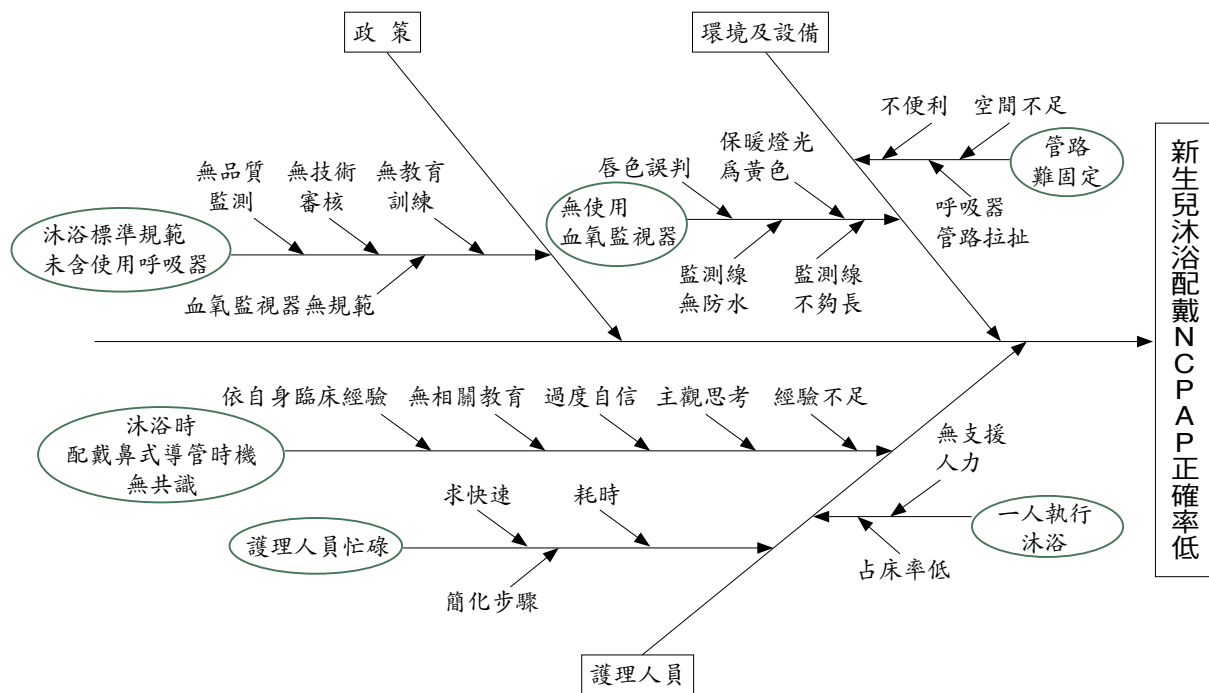 政 策
環境及設備
無品質
監測
無技術
審核
無教育
訓練
沐浴標準規範
未含使用呼吸器
血氧監視器無規範
唇色誤判
保暖燈光
爲黃色
無使用
血氧監視器
監測線
無防水
監測線
不夠長
不便利
空間不足
管路
難固定
呼吸器
管路拉扯
新生兒沐浴配戴NCPAP正確率低
依自身臨床經驗
無相關教育
過度自信
主觀思考
經驗不足
沐浴時
配戴鼻式導管時機
無共識
求快速
耗時
護理人員忙碌
簡化步驟
無支援
人力
一人執行
沐浴
占床率低
護理人員